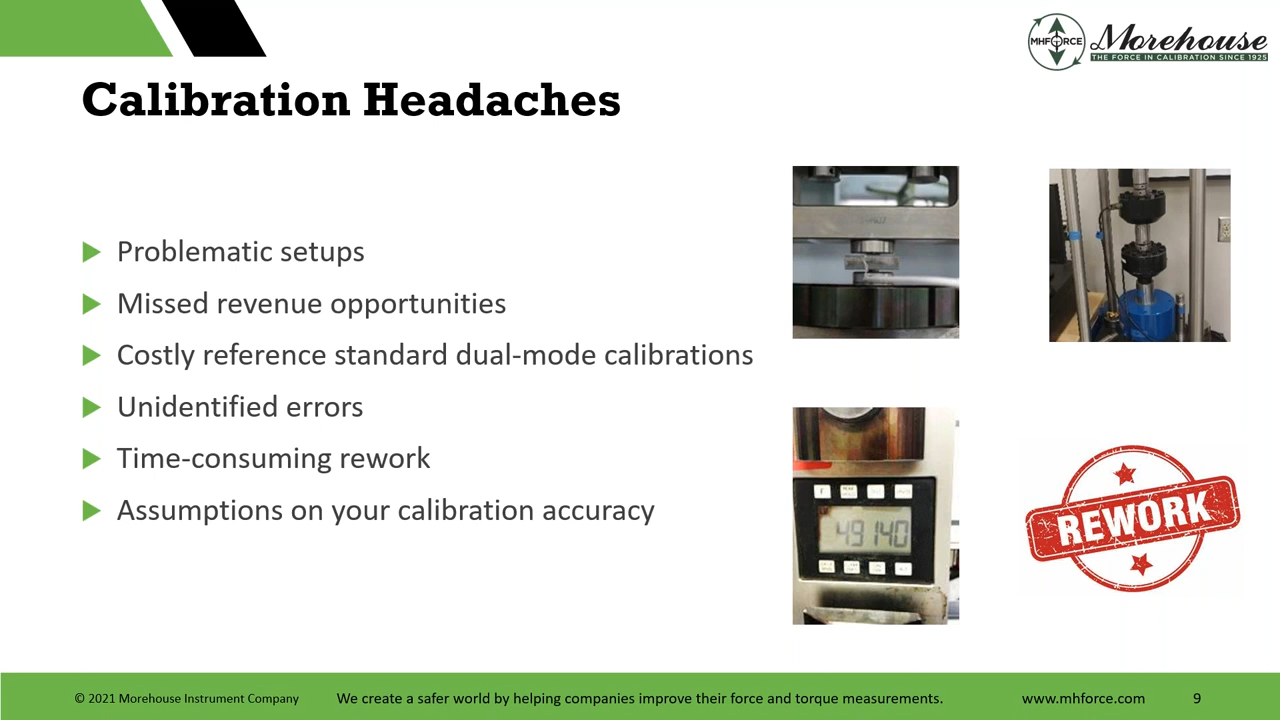 MHFORCE
Morehouse
THE FORCE IN CALIBRATION SINCE 1925
Calibration Headaches
Problematic setups
Missed revenue opportunities
Costly reference standard dual-mode calibrations
Unidentified errors
Time-consuming rework
Assumptions on your calibration accuracy
49140
REWORK
© 2021 Morehouse Instrument Company
We create a safer world by helping companies improve their force and torque measurements.
www.mhforce.com
9